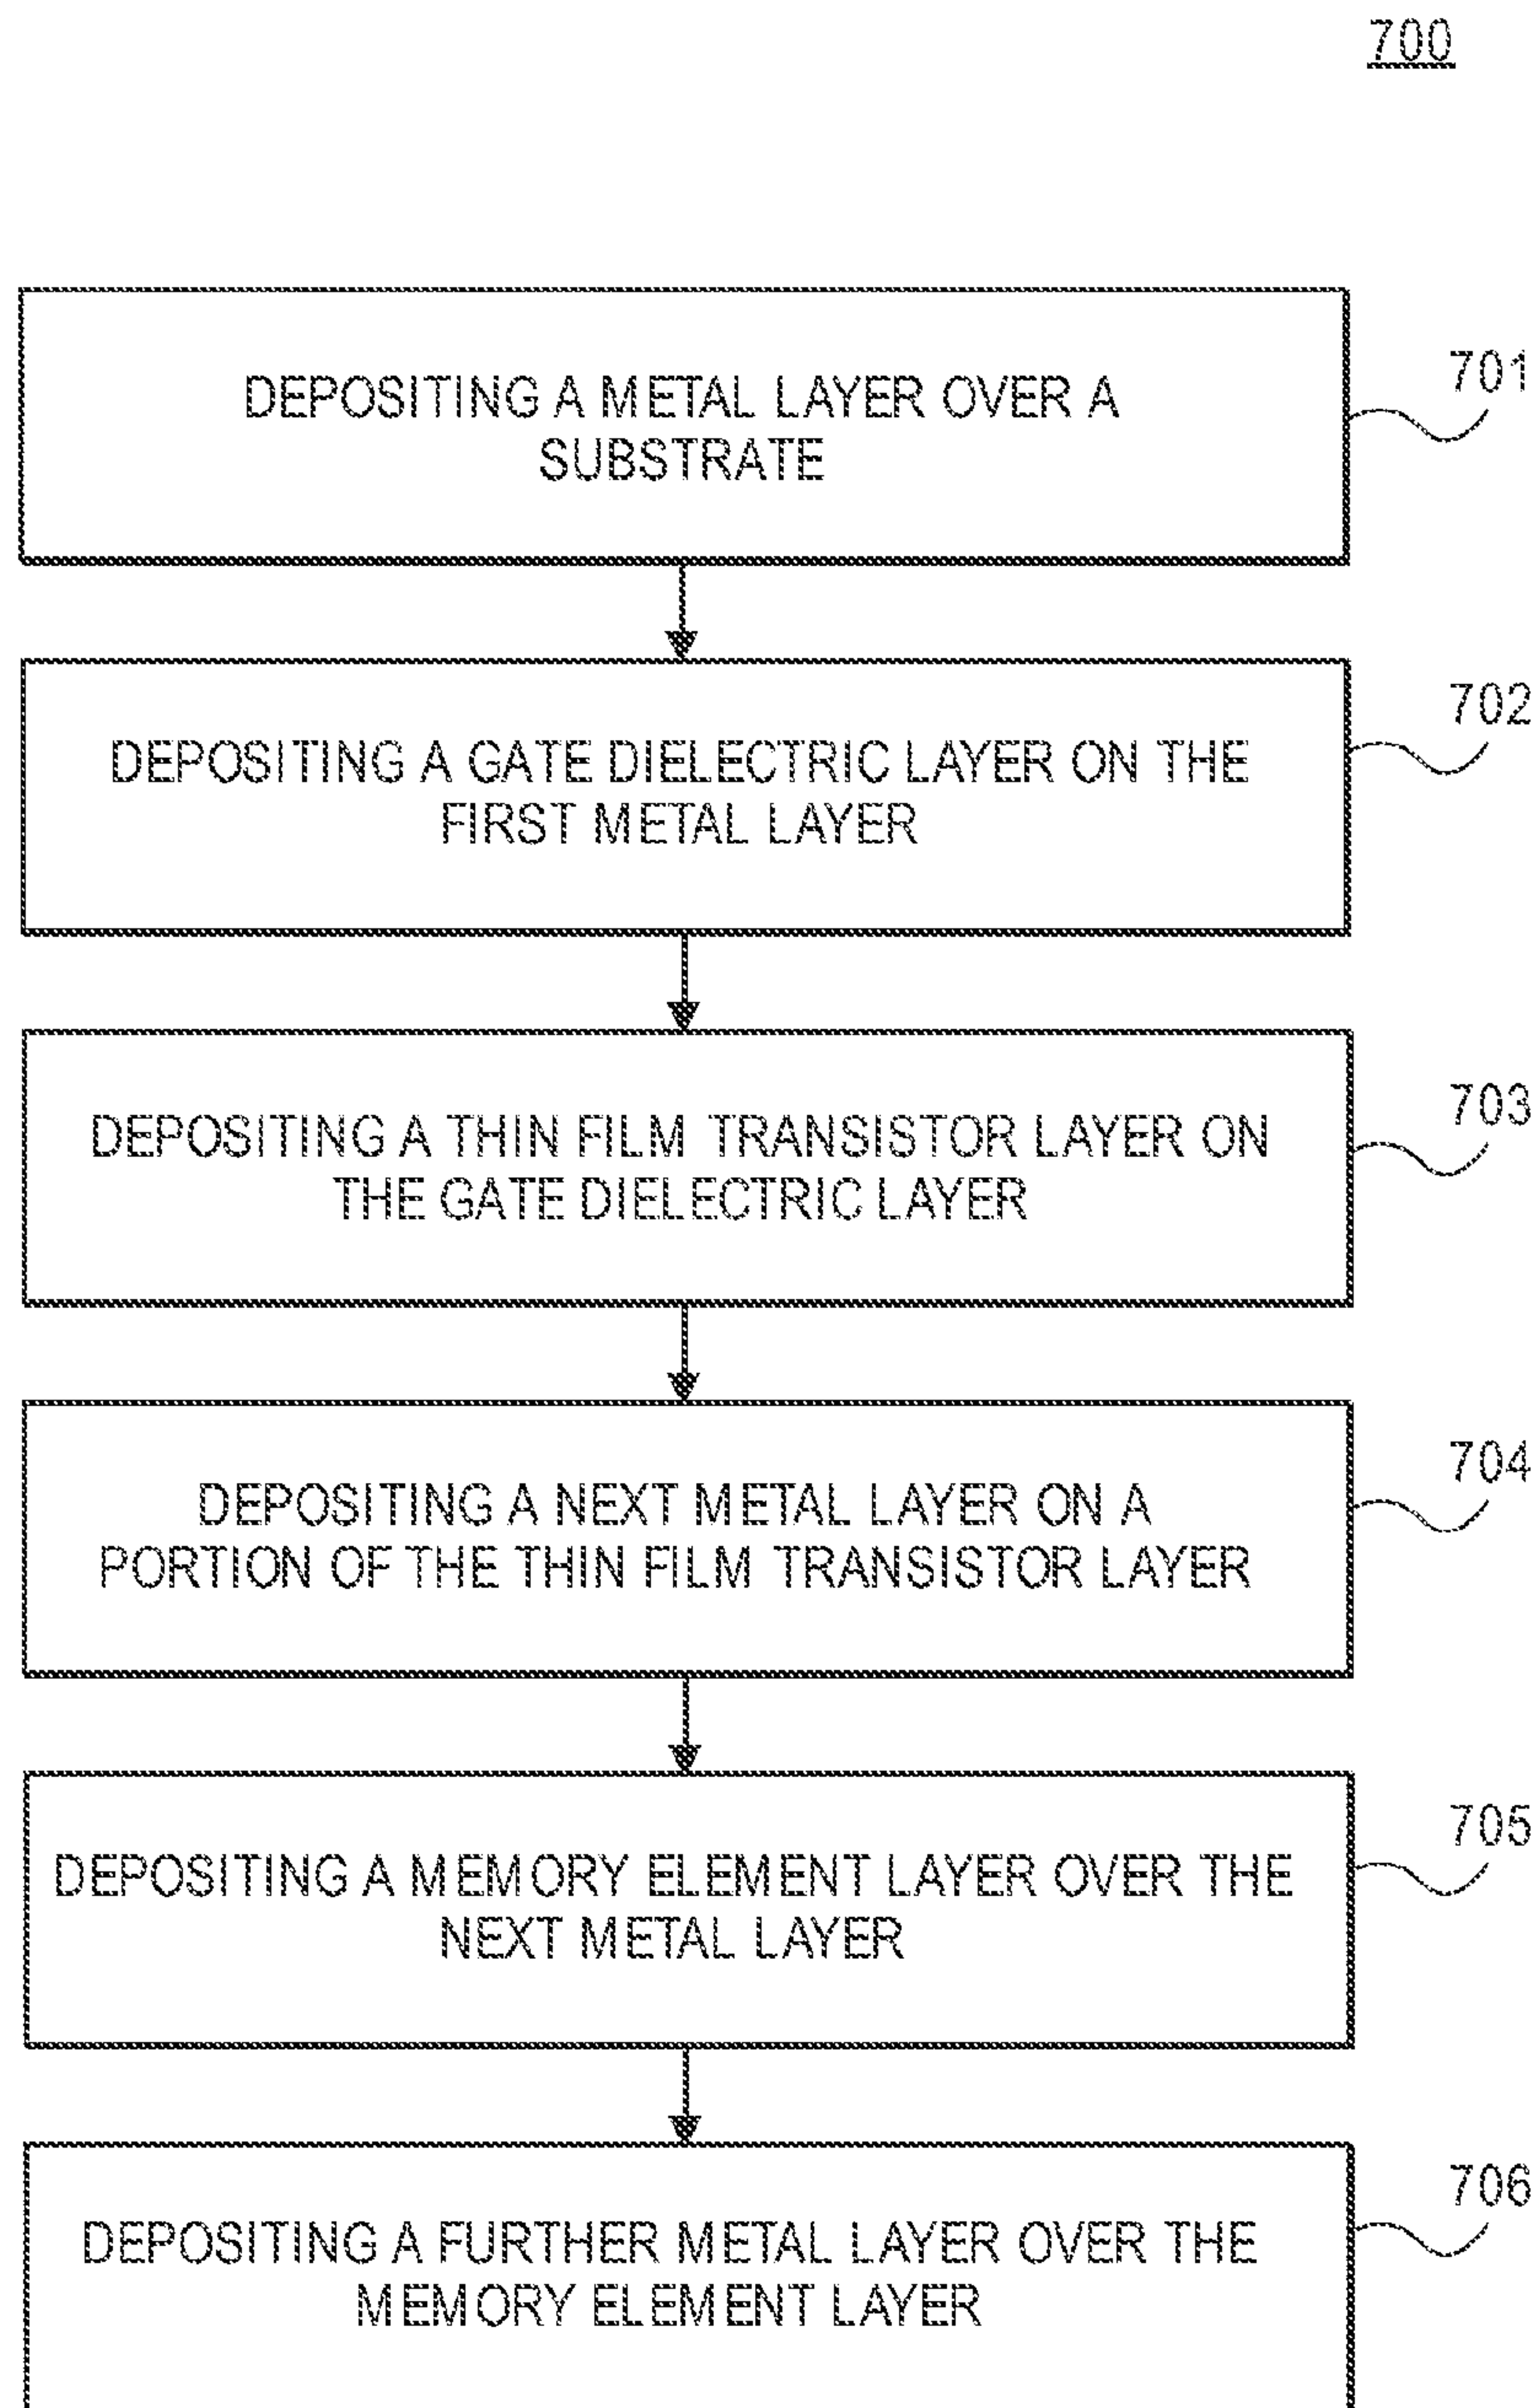 700
DEPOSITING A METAL LAYER OVER A
SUBSTRATE
701
DEPOSITING A GATE DIELECTRIC LAYER ON THE
FIRST METAL LAYER
702
DEPOSITING A THIN FILM TRANSISTOR LAYER ON
THE GATE DIELECTRIC LAYER
703
DEPOSITING A NEXT METAL LAYER ON A
PORTION OF THE THIN FILM TRANSISTOR LAYER
704
DEPOSITING A MEMORY ELEMENT LAYER OVER THE
NEXT METAL LAYER
705
DEPOSITING A FURTHER METAL LAYER OVER THE
MEMORY ELEMENT LAYER
706